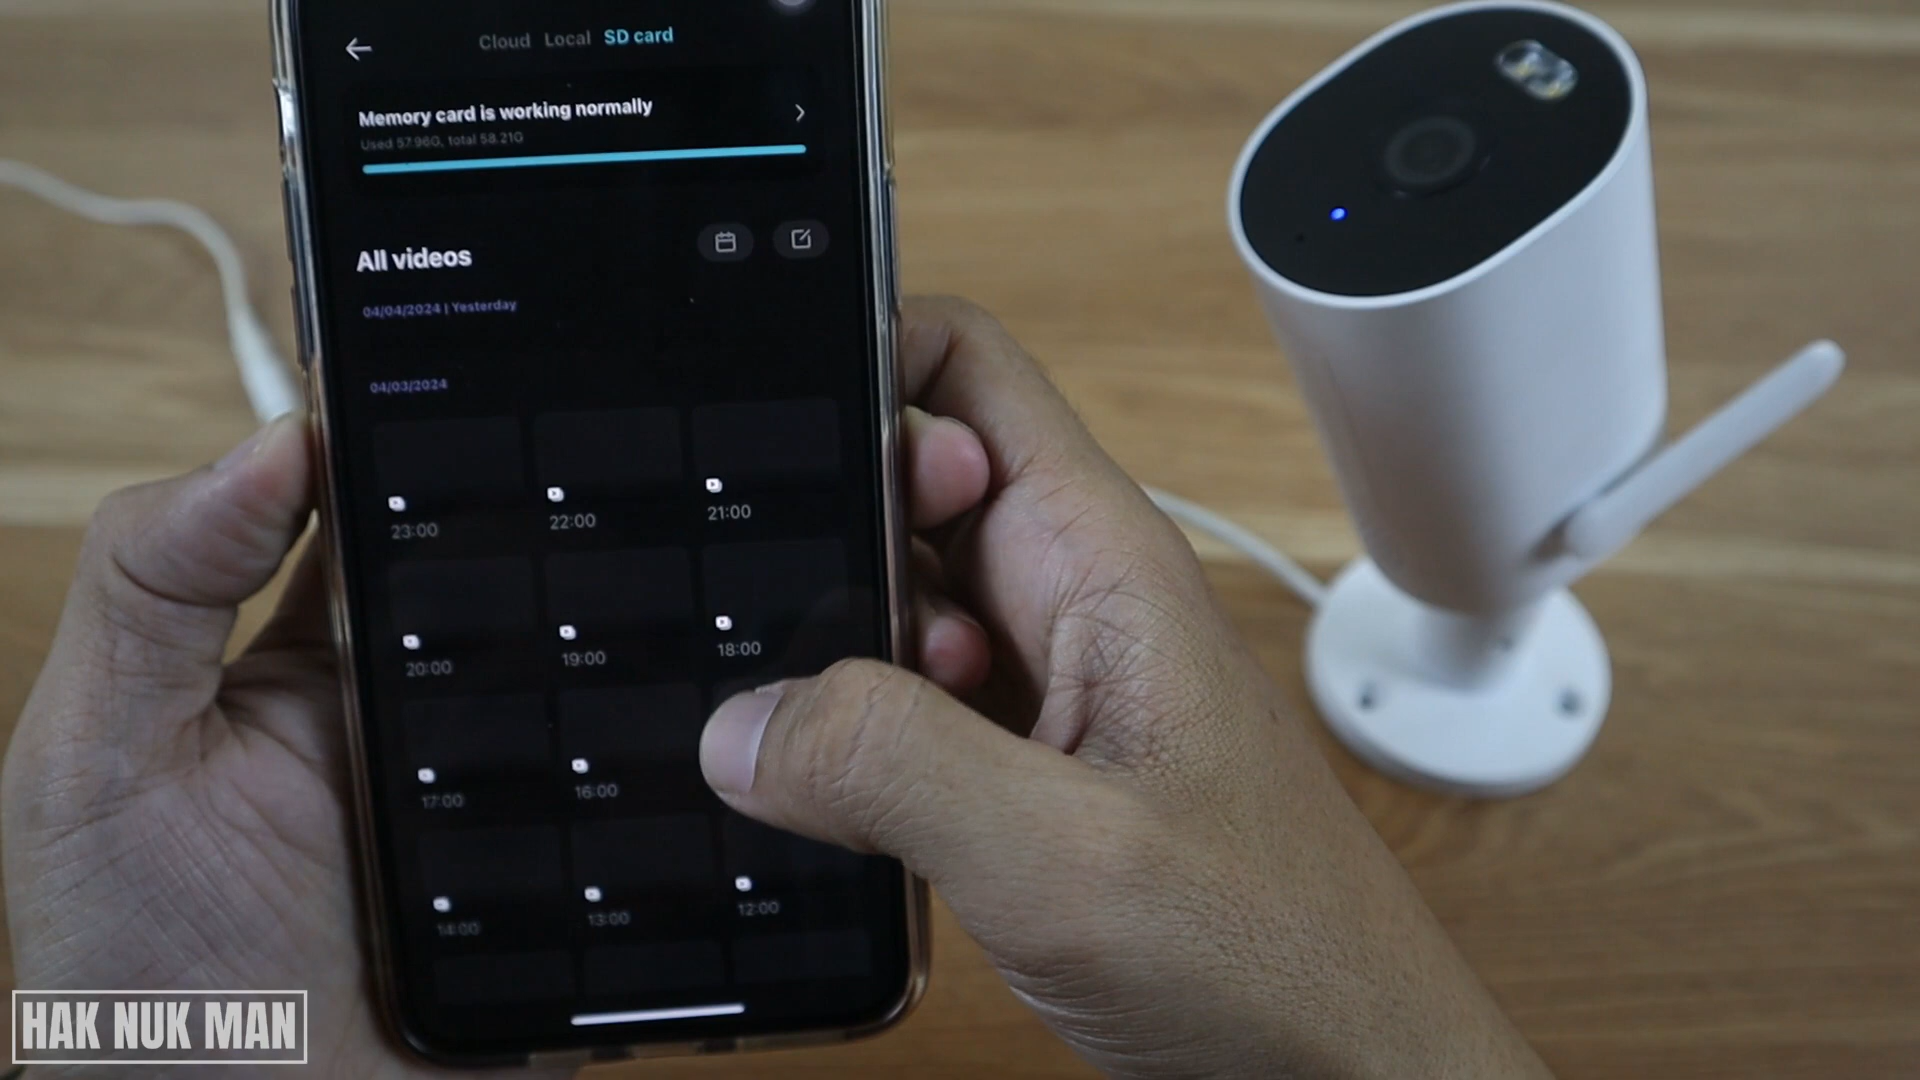 Cloud Local SD card
Memory card is working normally
Used 57.96G, total 58.21G
All videos
04/04/2024 | Yesterday
04/03/2024
23:00 22:00 21:00
20:00 19:00 18:00
17:00 16:00
14:00 13:00 12:00
HAK NUK MAN